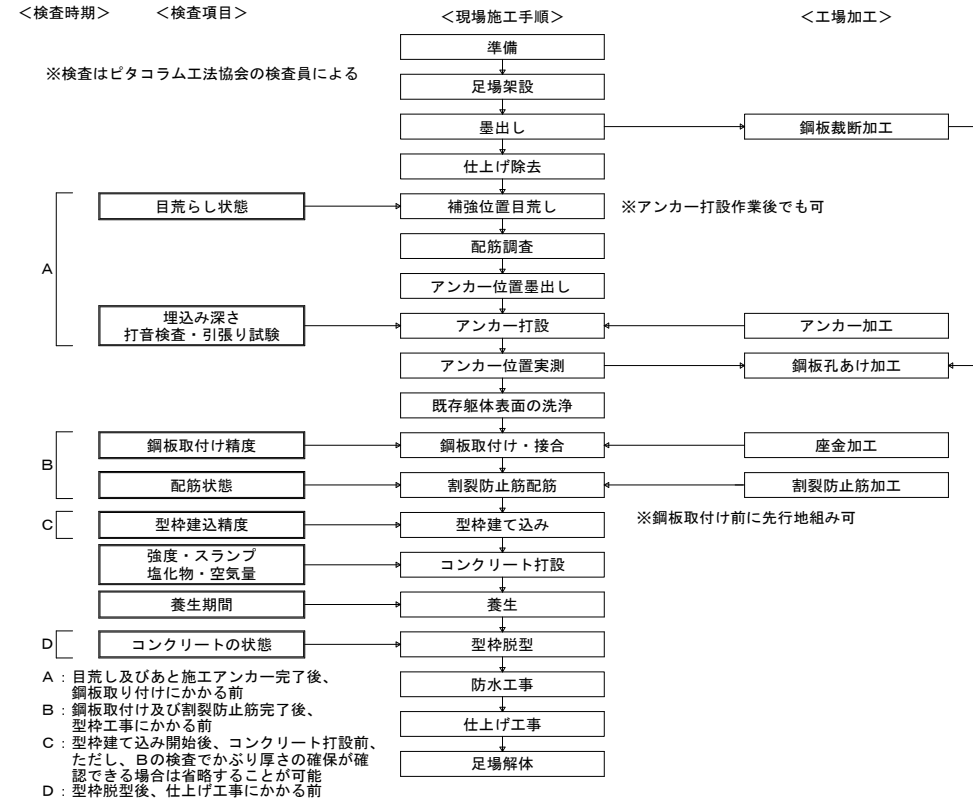 ＜検査時期＞ ＜検査項目＞ ＜現場施工手順＞ ＜工場加工＞
準備
※検査はピタコラム工法協会の検査員による
足場架設
墨出し 鋼板裁断加工
仕上げ除去
目荒らし状態 補強位置目荒し ※アンカー打設作業後でも可
配筋調査
A
アンカー位置墨出し
埋込み深さ
打音検査・引張り試験 アンカー打設 アンカー加工
アンカー位置実測 鋼板孔あけ加工
既存躯体表面の洗浄
鋼板取付け精度 鋼板取付け・接合 座金加工
B
配筋状態 割裂防止筋配筋 割裂防止筋加工
C 型枠建込精度 型枠建て込み ※鋼板取付け前に先行地組み可
強度・スランプ
塩化物・空気量 コンクリート打設
養生期間 養生
D コンクリートの状態 型枠脱型
A：目荒し及びあと施工アンカー完了後、
鋼板取り付けにかかる前
防水工事
B：鋼板取付け及び割裂防止筋完了後、
型枠工事にかかる前
仕上げ工事
C：型枠建て込み開始後、コンクリート打設前、
ただし、Bの検査でかぶり厚さの確保が確
認できる場合は省略することが可能
足場解体
D：型枠脱型後、仕上げ工事にかかる前